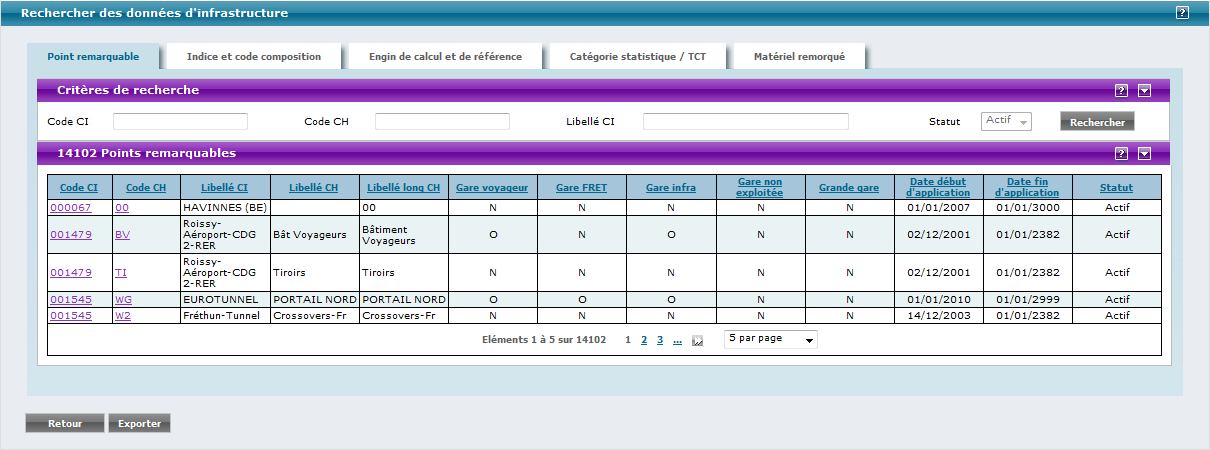 Rechercher des données d'infrastructure ?
Point remarquable Indice et code composition Engin de calcul et de référence Catégorie statistique / TCT Matériel remorqué
Critères de recherche ?
Code CI Code CH Libellé CI Statut Actif Rechercher
14102 Points remarquables ?
Code CI Code CH Libellé CI Libellé CH Libellé long CH Gare voyageur Gare FRET Gare infra Gare non exploitée Grande gare Date début d'application Date fin d'application Statut
000067 00 HAVINNES (BE) 00 N N N N N 01/01/2007 01/01/3000 Actif
001479 BV Roissy-Aéroport-CDG 2-RER Bât Voyageurs Bâtiment Voyageurs O N O N N 02/12/2001 01/01/2382 Actif
001479 TI Roissy-Aéroport-CDG 2-RER Tiroirs Tiroirs N N N N N 02/12/2001 01/01/2382 Actif
001545 WG EUROTUNNEL PORTAIL NORD PORTAIL NORD O O O N N 01/01/2010 01/01/2999 Actif
001545 W2 Fréthun-Tunnel Crossovers-Fr Crossovers-Fr N N N N N 14/12/2003 01/01/2382 Actif
Eléments 1 à 5 sur 14102 1 2 3 ... 5 par page
Retour Exporter